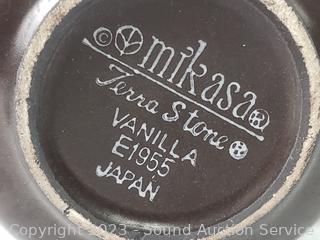 © mikasa®
Terra Stone
VANILLA
E1955
JAPAN
Copyright 2023 - Sound Auction Service